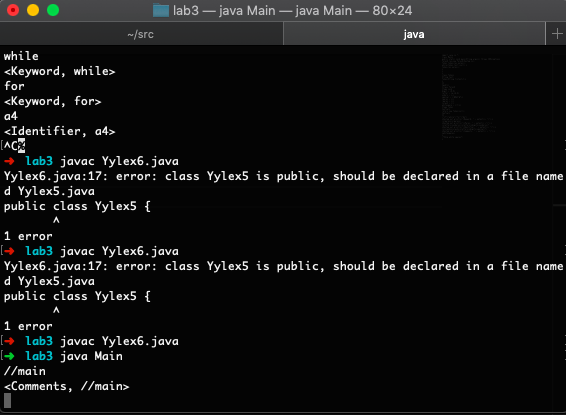 lab3 — java Main — java Main — 80×24
~/src java +
while
<Keyword, while>
for
<Keyword, for>
a4
<Identifier, a4>
^C%
➜ lab3 javac Yylex6.java
Yylex6.java:17: error: class Yylex5 is public, should be declared in a file name
d Yylex5.java
public class Yylex5 {
^
1 error
➜ lab3 javac Yylex6.java
Yylex6.java:17: error: class Yylex5 is public, should be declared in a file name
d Yylex5.java
public class Yylex5 {
^
1 error
➜ lab3 javac Yylex6.java
➜ lab3 java Main
//main
<Comments, //main>